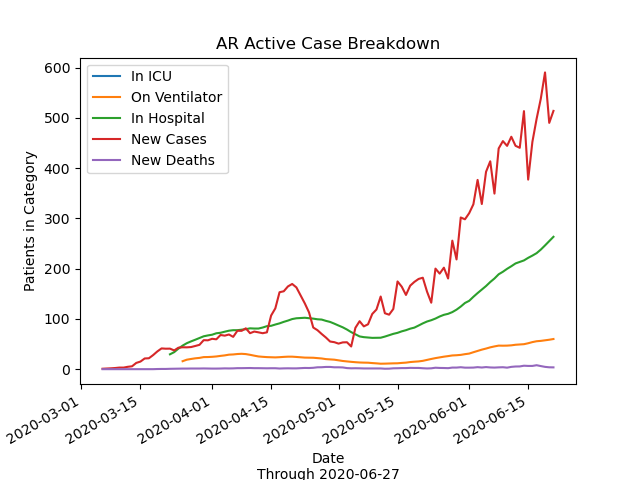 AR Active Case Breakdown
In ICU
On Ventilator
In Hospital
New Cases
New Deaths
Patients in Category
600
500
400
300
200
100
0
2020-03-01
2020-03-15
2020-04-01
2020-04-15
2020-05-01
2020-05-15
2020-06-01
2020-06-15
Date
Through 2020-06-27